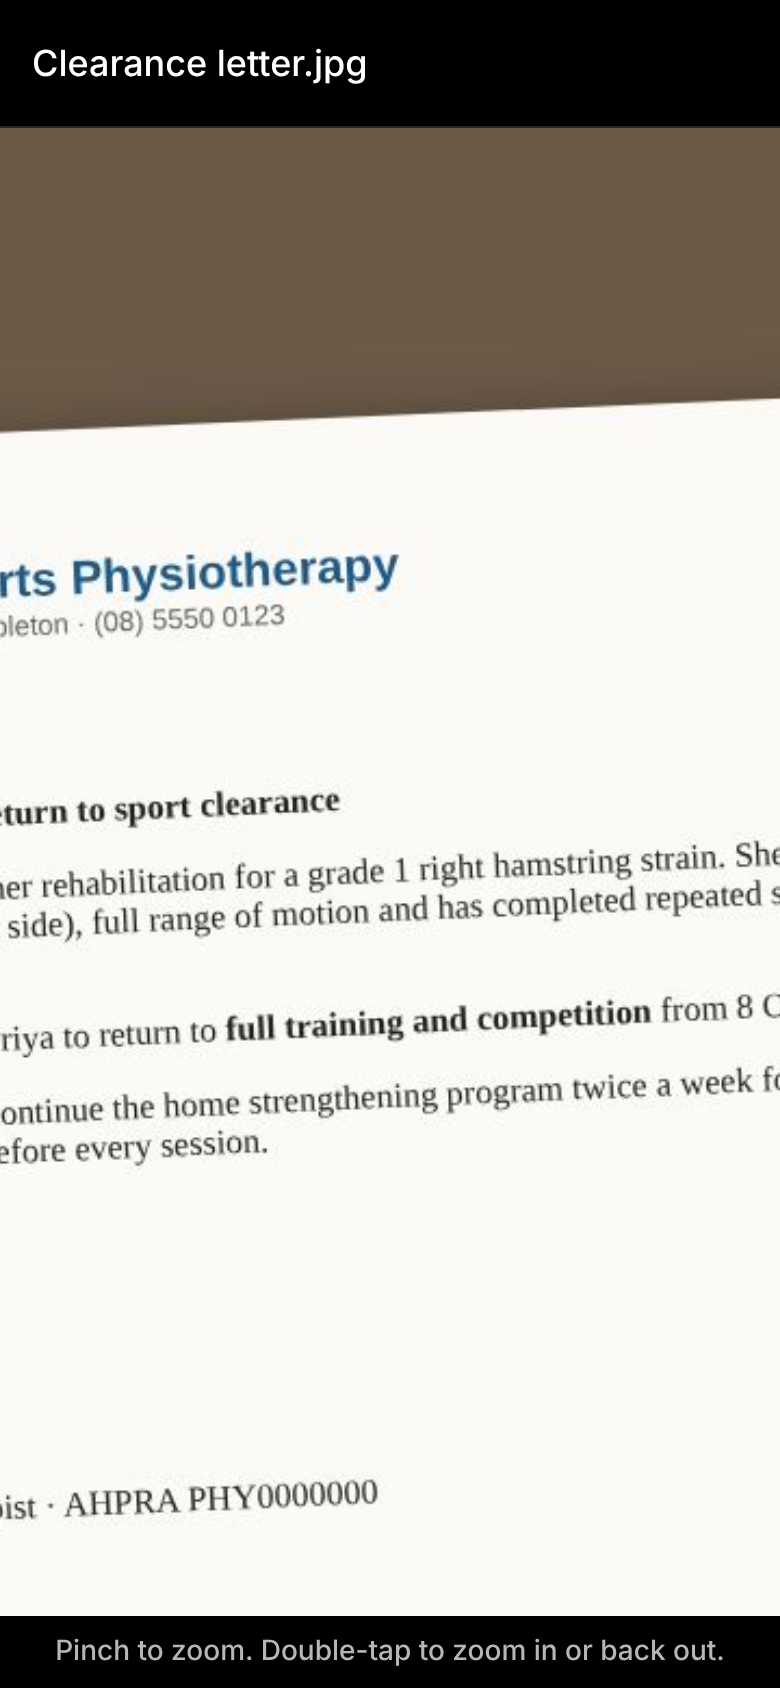 Clearance letter.jpg
rts Physiotherapy
leton · (08) 5550 0123
turn to sport clearance
er rehabilitation for a grade 1 right hamstring strain. She
side), full range of motion and has completed repeated s
riya to return to full training and competition from 8
ontinue the home strengthening program twice a week
efore every session.
ist · AHPRA PHY0000000
Pinch to zoom. Double-tap to zoom in or back out.